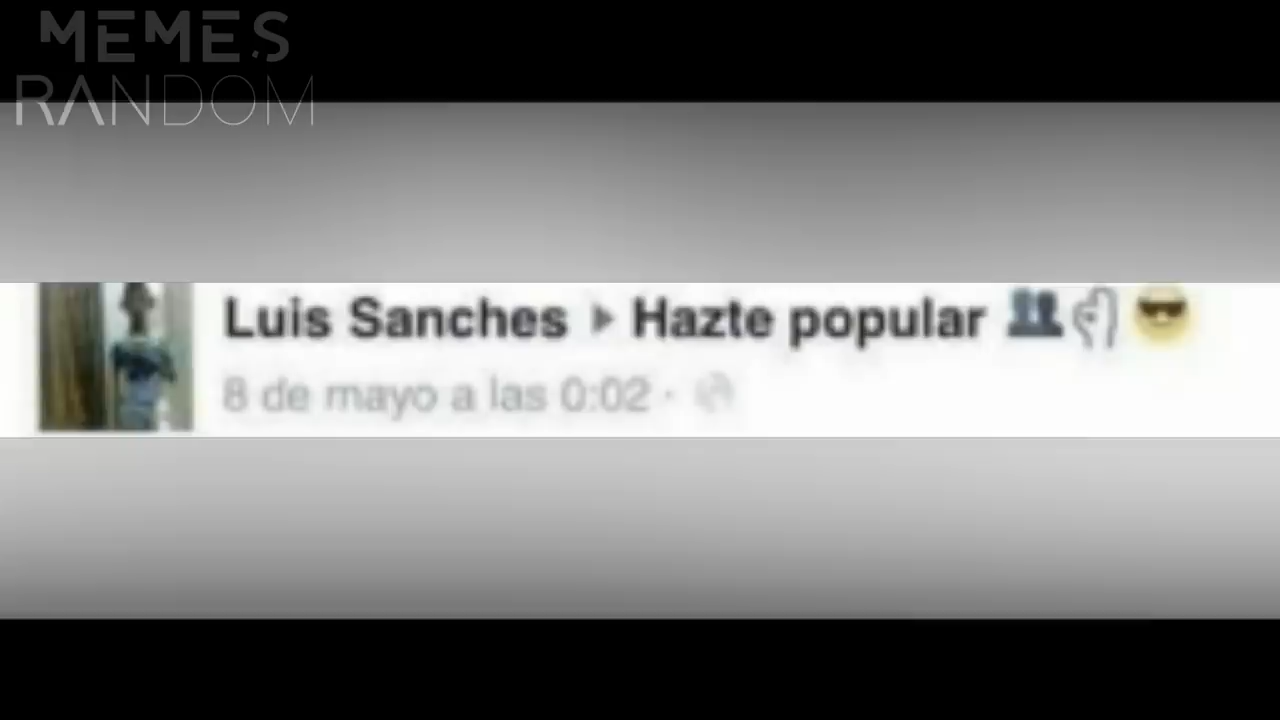 MEMES
RANDOM
Luis Sanches ▸ Hazte popular 👥👌😎
8 de mayo a las 0:02 ·